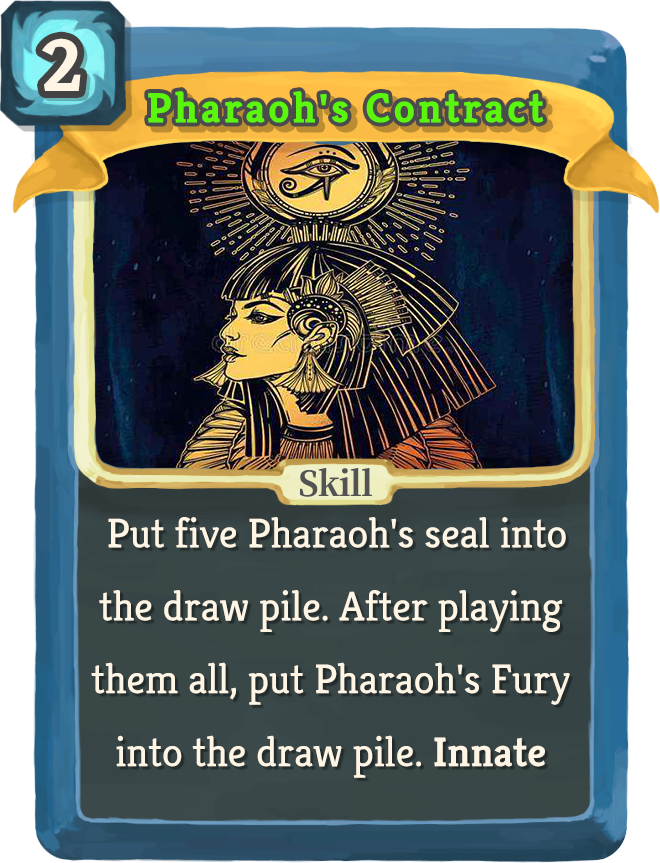 2
Pharaoh's Contract
Skill
Put five Pharaoh's seal into
the draw pile. After playing
them all, put Pharaoh's Fury
into the draw pile. Innate